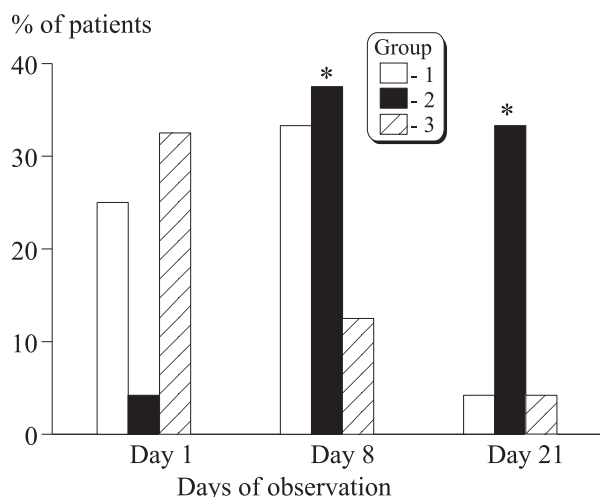 % of patients
Group
- 1
- 2
- 3
40
30
20
10
0
*
*
Day 1
Day 8
Day 21
Days of observation